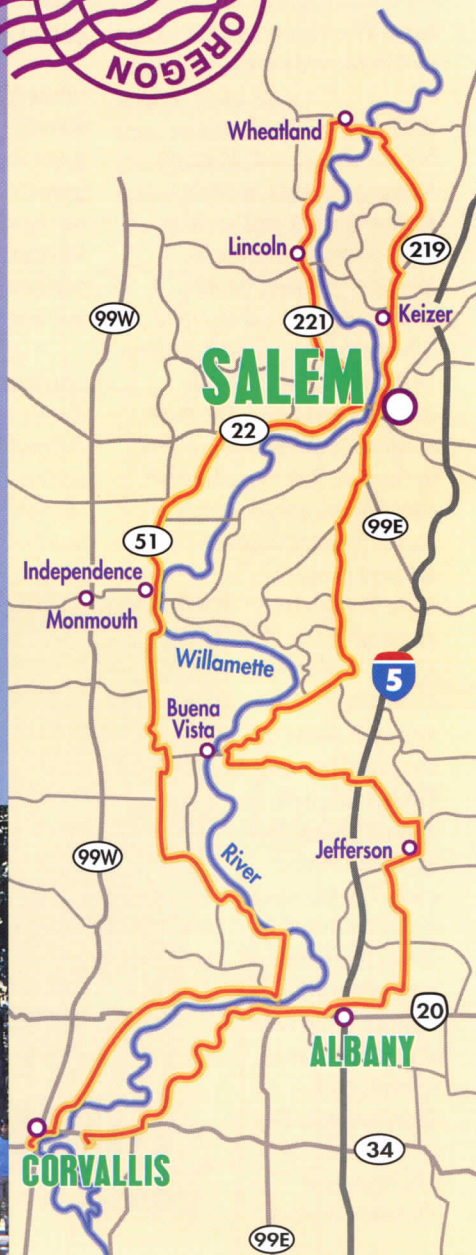 OREGON
Wheatland
Lincoln
219
99W
221
Keizer
SALEM
22
99E
51
Independence
Monmouth
Willamette
5
Buena
Vista
99W
River
Jefferson
20
ALBANY
CORVALLIS
34
99E